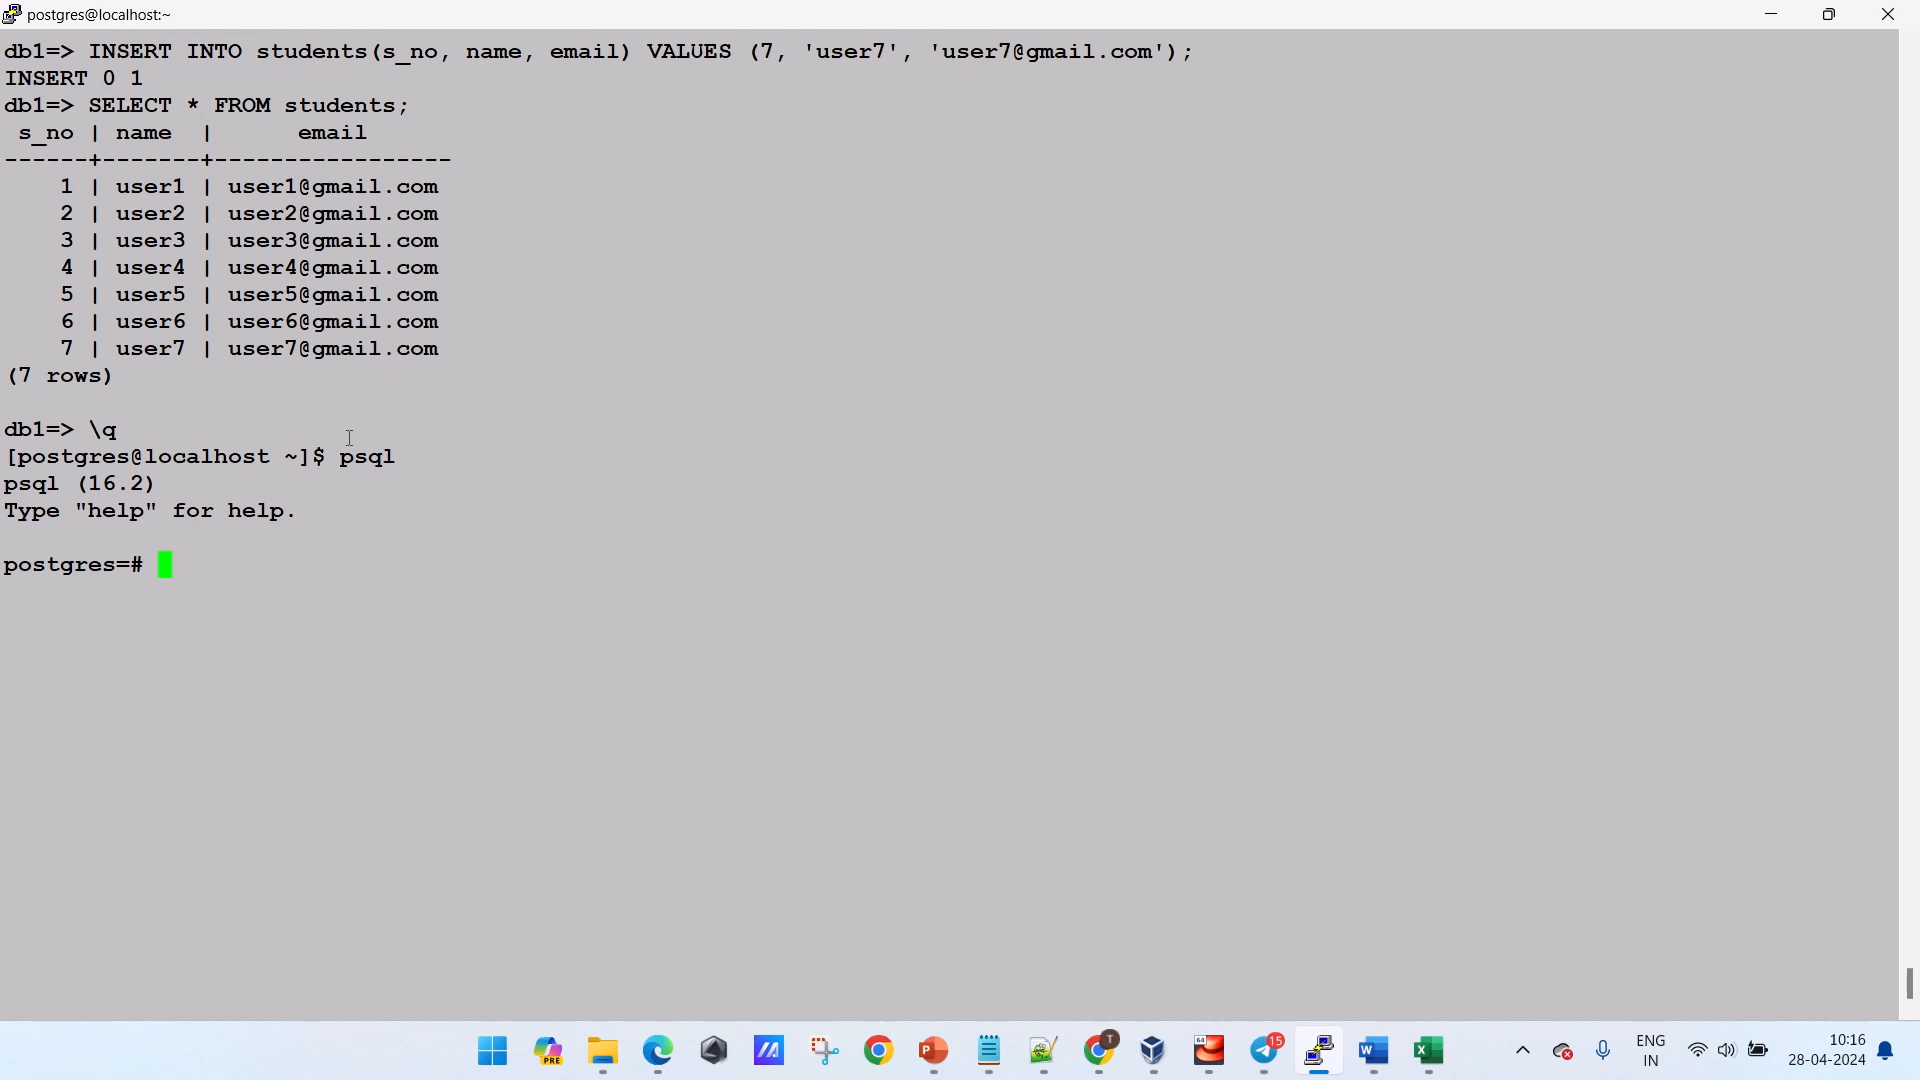 postgres@localhost:~
db1=> INSERT INTO students(s_no, name, email) VALUES (7, 'user7', 'user7@gmail.com');
INSERT 0 1
db1=> SELECT * FROM students;
 s_no | name  |      email
------+-------+-----------------
    1 | user1 | user1@gmail.com
    2 | user2 | user2@gmail.com
    3 | user3 | user3@gmail.com
    4 | user4 | user4@gmail.com
    5 | user5 | user5@gmail.com
    6 | user6 | user6@gmail.com
    7 | user7 | user7@gmail.com
(7 rows)
db1=> \q
[postgres@localhost ~]$ psql
psql (16.2)
Type "help" for help.
postgres=#
PRE
T
64
15
ENG
IN
10:16
28-04-2024